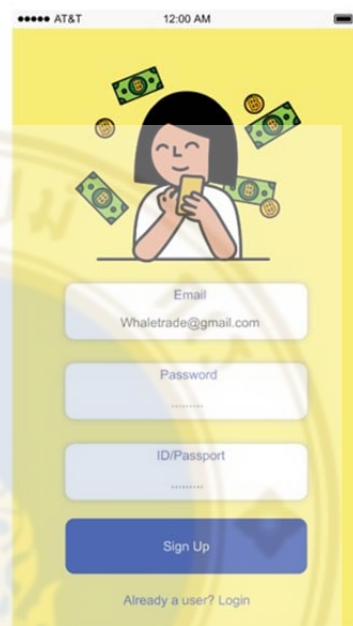 AT&T 12:00 AM
Email
Whaletrade@gmail.com
Password
ID/Passport
Sign Up
Already a user? Login